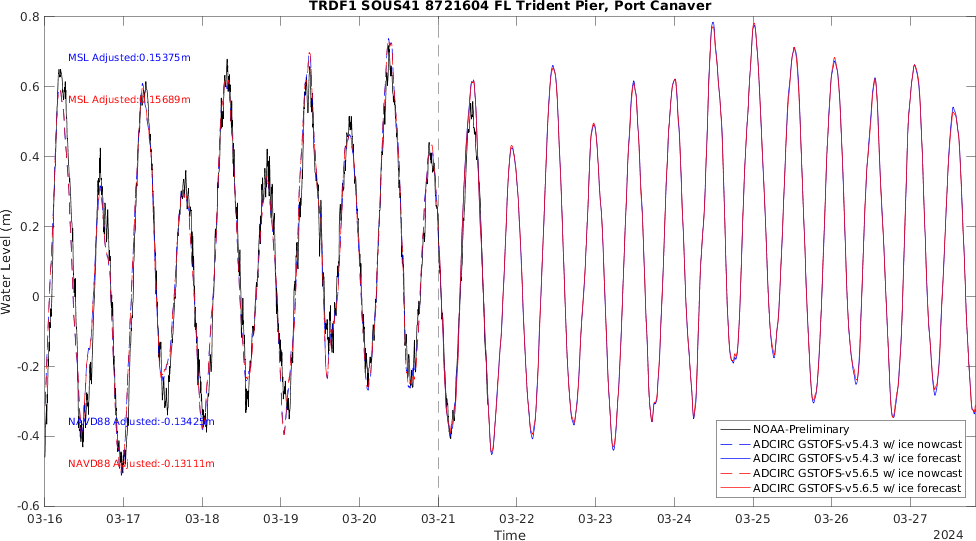 TRDF1 SOUS41 8721604 FL Trident Pier, Port Canaver
0.8
0.6
0.4
0.2
0
-0.2
-0.4
-0.6
Water Level (m)
MSL Adjusted:0.15375m
MSL Adjusted:0.15689m
NAVD88 Adjusted:-0.13425m
NAVD88 Adjusted:-0.13111m
NOAA-Preliminary
ADCIRC GSTOFS-v5.4.3 w/ ice nowcast
ADCIRC GSTOFS-v5.4.3 w/ ice forecast
ADCIRC GSTOFS-v5.6.5 w/ ice nowcast
ADCIRC GSTOFS-v5.6.5 w/ ice forecast
03-16 03-17 03-18 03-19 03-20 03-21 03-22 03-23 03-24 03-25 03-26 03-27
Time
2024